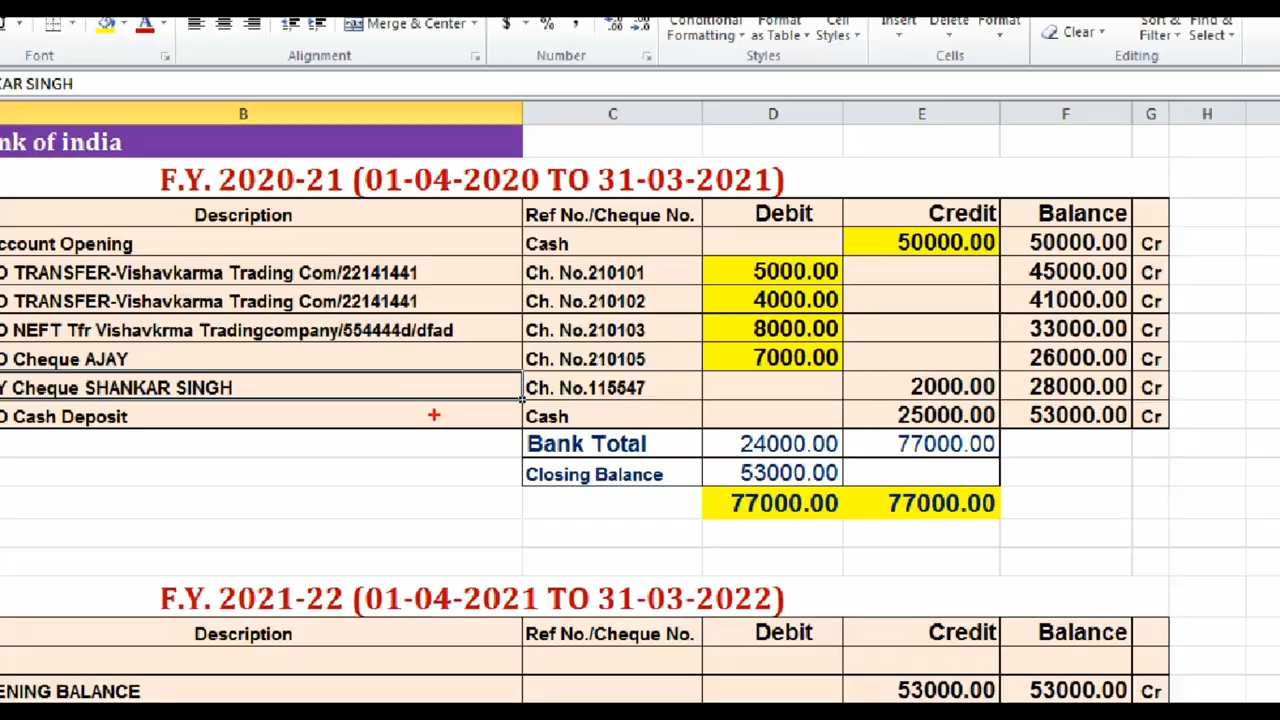 Merge & Center $ % , Conditional Format Cell Insert Delete Format Sort & Find &
Formatting as Table Styles Clear Filter Select
Font Alignment Number Styles Cells Editing
KAR SINGH
B C D E F G H
nk of india
F.Y. 2020-21 (01-04-2020 TO 31-03-2021)
Description Ref No./Cheque No. Debit Credit Balance
ccount Opening Cash 50000.00 50000.00 Cr
O TRANSFER-Vishavkarma Trading Com/22141441 Ch. No.210101 5000.00 45000.00 Cr
O TRANSFER-Vishavkarma Trading Com/22141441 Ch. No.210102 4000.00 41000.00 Cr
O NEFT Tfr Vishavkrma Tradingcompany/554444d/dfad Ch. No.210103 8000.00 33000.00 Cr
O Cheque AJAY Ch. No.210105 7000.00 26000.00 Cr
Y Cheque SHANKAR SINGH Ch. No.115547 2000.00 28000.00 Cr
O Cash Deposit Cash 25000.00 53000.00 Cr
Bank Total 24000.00 77000.00
Closing Balance 53000.00
77000.00 77000.00
F.Y. 2021-22 (01-04-2021 TO 31-03-2022)
Description Ref No./Cheque No. Debit Credit Balance
ENING BALANCE 53000.00 53000.00 Cr